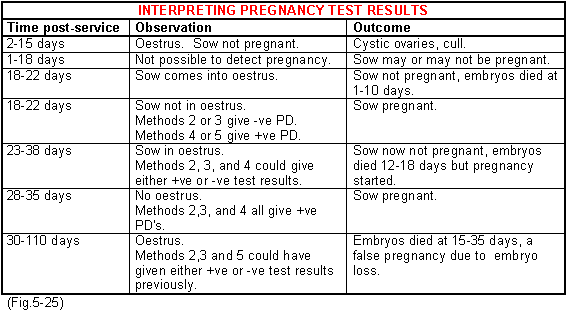 INTERPRETING PREGNANCY TEST RESULTS
Time post-service Observation Outcome
2-15 days Oestrus. Sow not pregnant. Cystic ovaries, cull.
1-18 days Not possible to detect pregnancy. Sow may or may not be pregnant.
18-22 days Sow comes into oestrus. Sow not pregnant, embryos died at
1-10 days.
18-22 days Sow not in oestrus. Sow pregnant.
Methods 2 or 3 give -ve PD.
Methods 4 or 5 give +ve PD.
23-38 days Sow in oestrus. Sow now not pregnant, embryos
Methods 2, 3, and 4 could give died 12-18 days but pregnancy
either +ve or -ve test results. started.
28-35 days No oestrus. Sow pregnant.
Methods 2,3, and 4 all give +ve
PD's.
30-110 days Oestrus. Embryos died at 15-35 days, a
Methods 2,3 and 5 could have false pregnancy due to embryo
given either +ve or -ve test results loss.
previously.
(Fig.5-25)